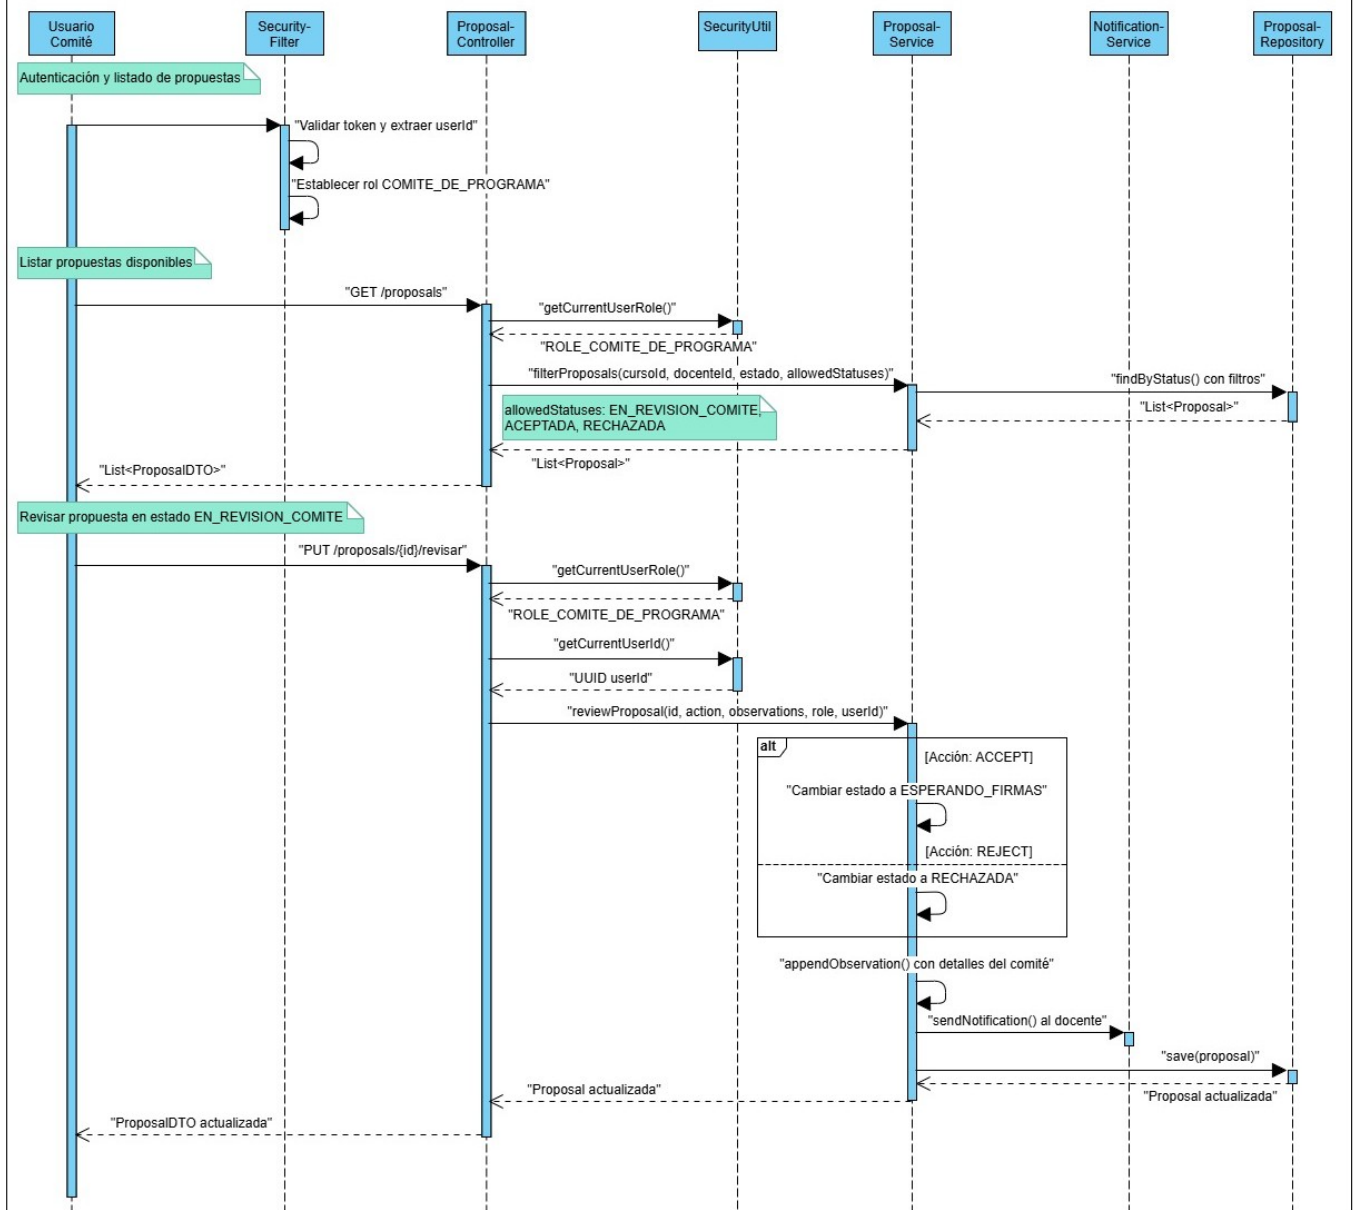 Usuario
Comité
Security-
Filter
Proposal-
Controller
SecurityUtil
Proposal-
Service
Notification-
Service
Proposal-
Repository
Autenticación y listado de propuestas
"Validar token y extraer userId"
"Establecer rol COMITE_DE_PROGRAMA"
Listar propuestas disponibles
"GET /proposals"
"getCurrentUserRole()"
"ROLE_COMITE_DE_PROGRAMA"
"filterProposals(cursoId, docenteId, estado, allowedStatuses)"
"findByStatus() con filtros"
allowedStatuses: EN_REVISION_COMITE,
ACEPTADA, RECHAZADA
"List<Proposal>"
"List<Proposal>"
"List<ProposalDTO>"
Revisar propuesta en estado EN_REVISION_COMITE
"PUT /proposals/{id}/revisar"
"getCurrentUserRole()"
"ROLE_COMITE_DE_PROGRAMA"
"getCurrentUserId()"
"UUID userId"
"reviewProposal(id, action, observations, role, userId)"
alt
[Acción: ACCEPT]
"Cambiar estado a ESPERANDO_FIRMAS"
[Acción: REJECT]
"Cambiar estado a RECHAZADA"
"appendObservation() con detalles del comité"
"sendNotification() al docente"
"save(proposal)"
"Proposal actualizada"
"Proposal actualizada"
"ProposalDTO actualizada"